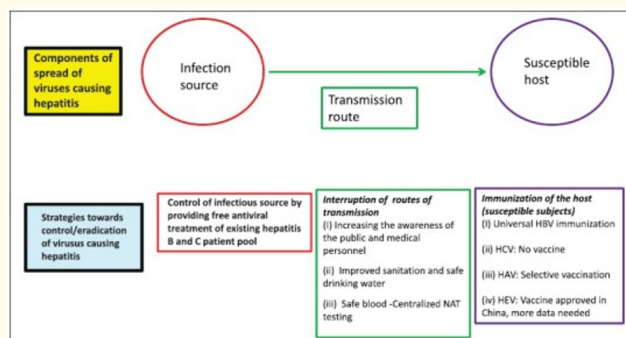 Components of
spread of
viruses causing
hepatitis
Infection
source
Transmission
route
Susceptible
host
Strategies towards
control/eradication
of virusus causing
hepatitis
Control of infectious source by
providing free antiviral
treatment of existing hepatitis
B and C patient pool
Interruption of routes of
transmission
(i) Increasing the awareness of
the public and medical
personnel
(ii) Improved sanitation and safe
drinking water
(iii) Safe blood -Centralized NAT
testing
Immunization of the host
(susceptible subjects)
(I) Universal HBV immunization
(ii) HCV: No vaccine
(iii) HAV: Selective vaccination
(iv) HEV: Vaccine approved in
China, more data needed